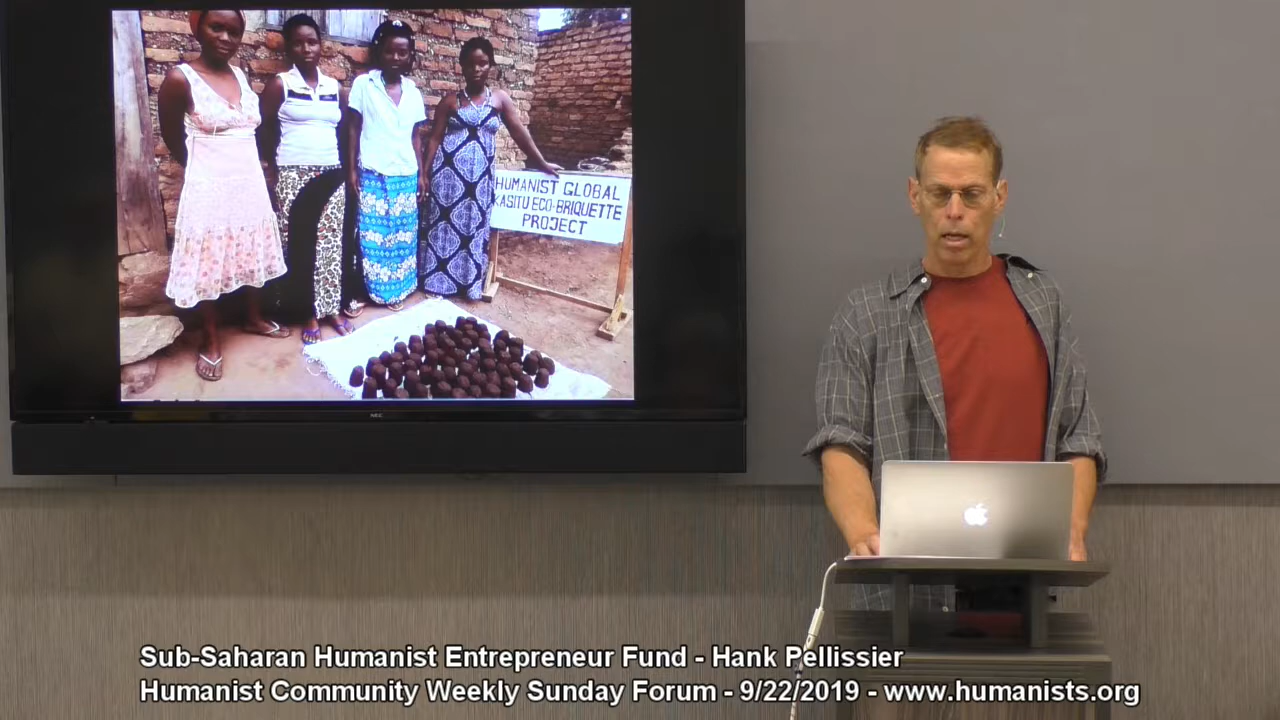 HUMANIST GLOBAL
KASITU ECO-BRIQUETTE
PROJECT
NEC
Sub-Saharan Humanist Entrepreneur Fund - Hank Pellissier
Humanist Community Weekly Sunday Forum - 9/22/2019 - www.humanists.org